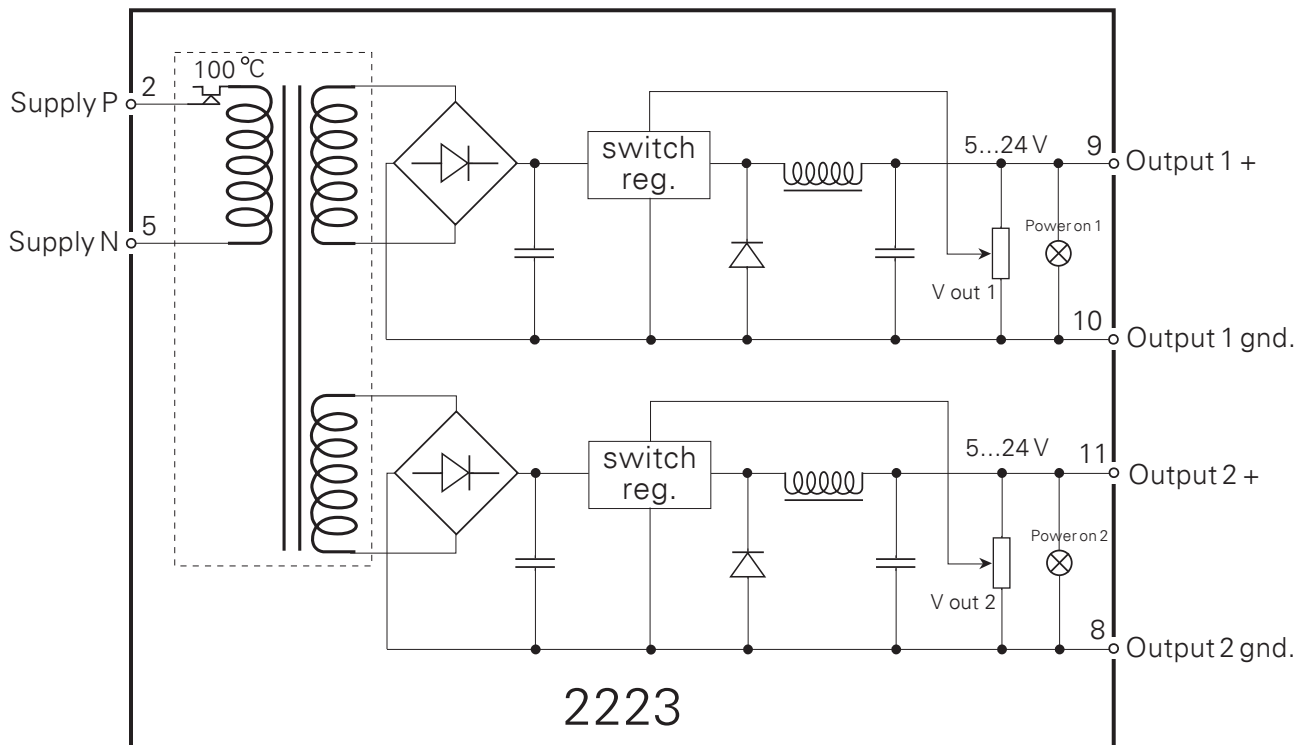 100 °C
2
Supply P
5
Supply N
switch
reg.
5...24 V
9
Output 1 +
Power on 1
V out 1
10
Output 1 gnd.
switch
reg.
5...24 V
11
Output 2 +
Power on 2
V out 2
8
Output 2 gnd.
2223